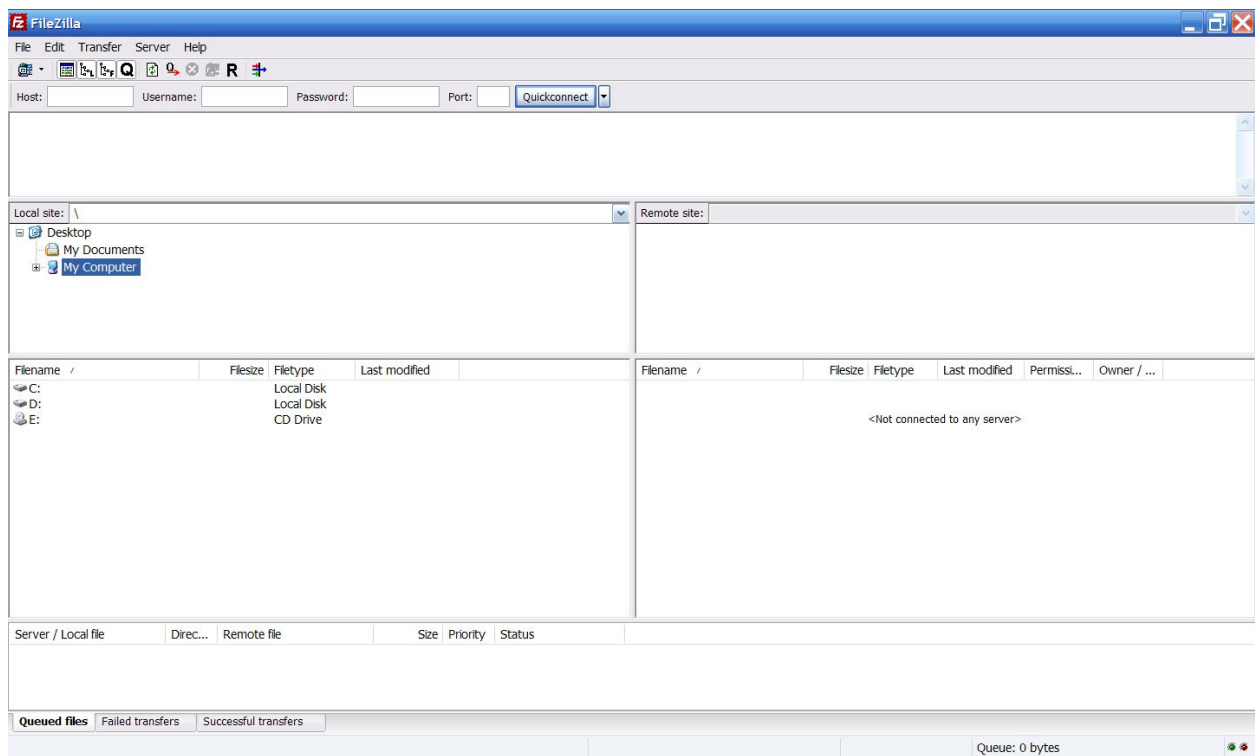 FileZilla
File Edit Transfer Server Help
R
Host: Username: Password: Port: Quickconnect
Local site: \
Desktop
My Documents
My Computer
Remote site:
Filename / Filesize Filetype Last modified
C: Local Disk
D: Local Disk
E: CD Drive
Filename / Filesize Filetype Last modified Permissi... Owner / ...
<Not connected to any server>
Server / Local file Direc... Remote file Size Priority Status
Queued files Failed transfers Successful transfers
Queue: 0 bytes